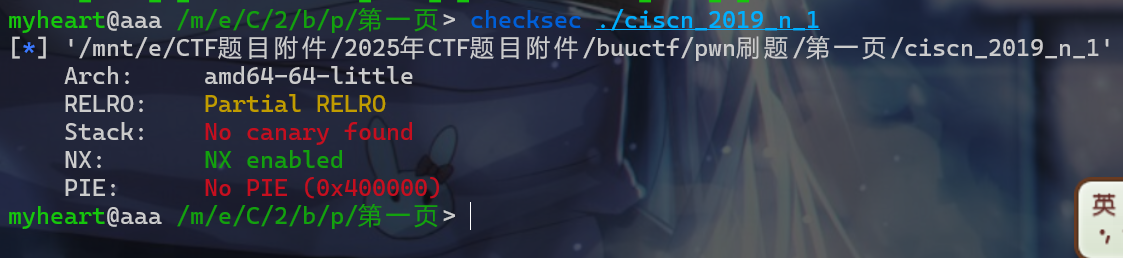 myheart@aaa /m/e/C/2/b/p/第一页> checksec ./ciscn_2019_n_1
[*] '/mnt/e/CTF题目附件/2025年CTF题目附件/buuctf/pwn刷题/第一页/ciscn_2019_n_1'
Arch: amd64-64-little
RELRO: Partial RELRO
Stack: No canary found
NX: NX enabled
PIE: No PIE (0x400000)
myheart@aaa /m/e/C/2/b/p/第一页>
英